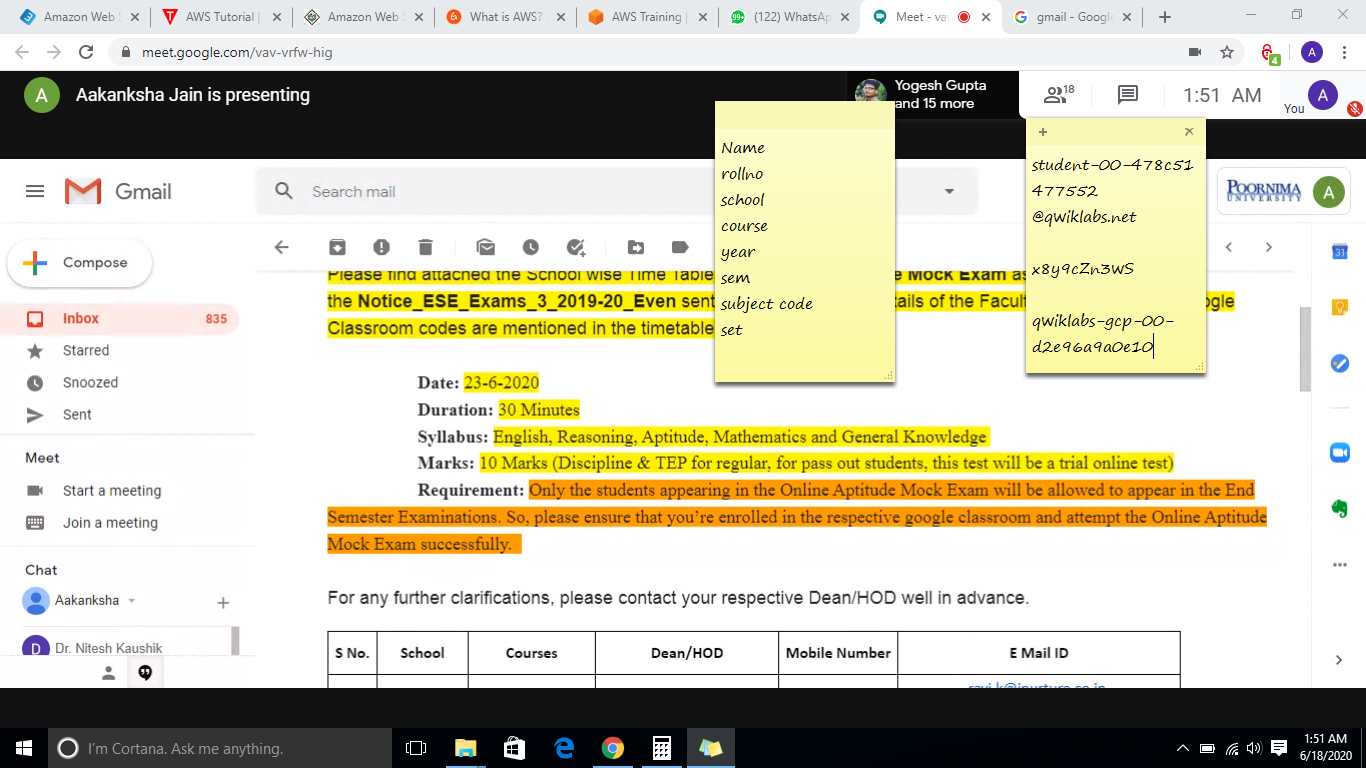 Amazon Web S
AWS Tutorial |
Amazon Web S
What is AWS? A
AWS Training |
(122) WhatsAp
Meet - vav
gmail - Google
meet.google.com/vav-vrfw-hig
4
A
A
Aakanksha Jain is presenting
Yogesh Gupta
and 15 more
18
1:51 AM
You
A
Gmail
Search mail
POORNIMA
UNIVERSITY
A
Name
rollno
school
course
year
sem
subject code
set
student-00-478c51
477552
@qwiklabs.net
x8y9cZn3wS
qwiklabs-gcp-00-
d2e96a9a0e10
Compose
Inbox 835
Starred
Snoozed
Sent
Meet
Start a meeting
Join a meeting
Chat
Aakanksha
D Dr. Nitesh Kaushik
Please find attached the School wise Time Table Mock Exam as
the Notice_ESE_Exams_3_2019-20_Even sent tails of the Facult ogle
Classroom codes are mentioned in the timetable
Date: 23-6-2020
Duration: 30 Minutes
Syllabus: English, Reasoning, Aptitude, Mathematics and General Knowledge
Marks: 10 Marks (Discipline & TEP for regular, for pass out students, this test will be a trial online test)
Requirement: Only the students appearing in the Online Aptitude Mock Exam will be allowed to appear in the End
Semester Examinations. So, please ensure that you're enrolled in the respective google classroom and attempt the Online Aptitude
Mock Exam successfully.
For any further clarifications, please contact your respective Dean/HOD well in advance.
S No. School Courses Dean/HOD Mobile Number E Mail ID
ravi.k@inurture.co.in
31
I'm Cortana. Ask me anything.
1:51 AM
6/18/2020